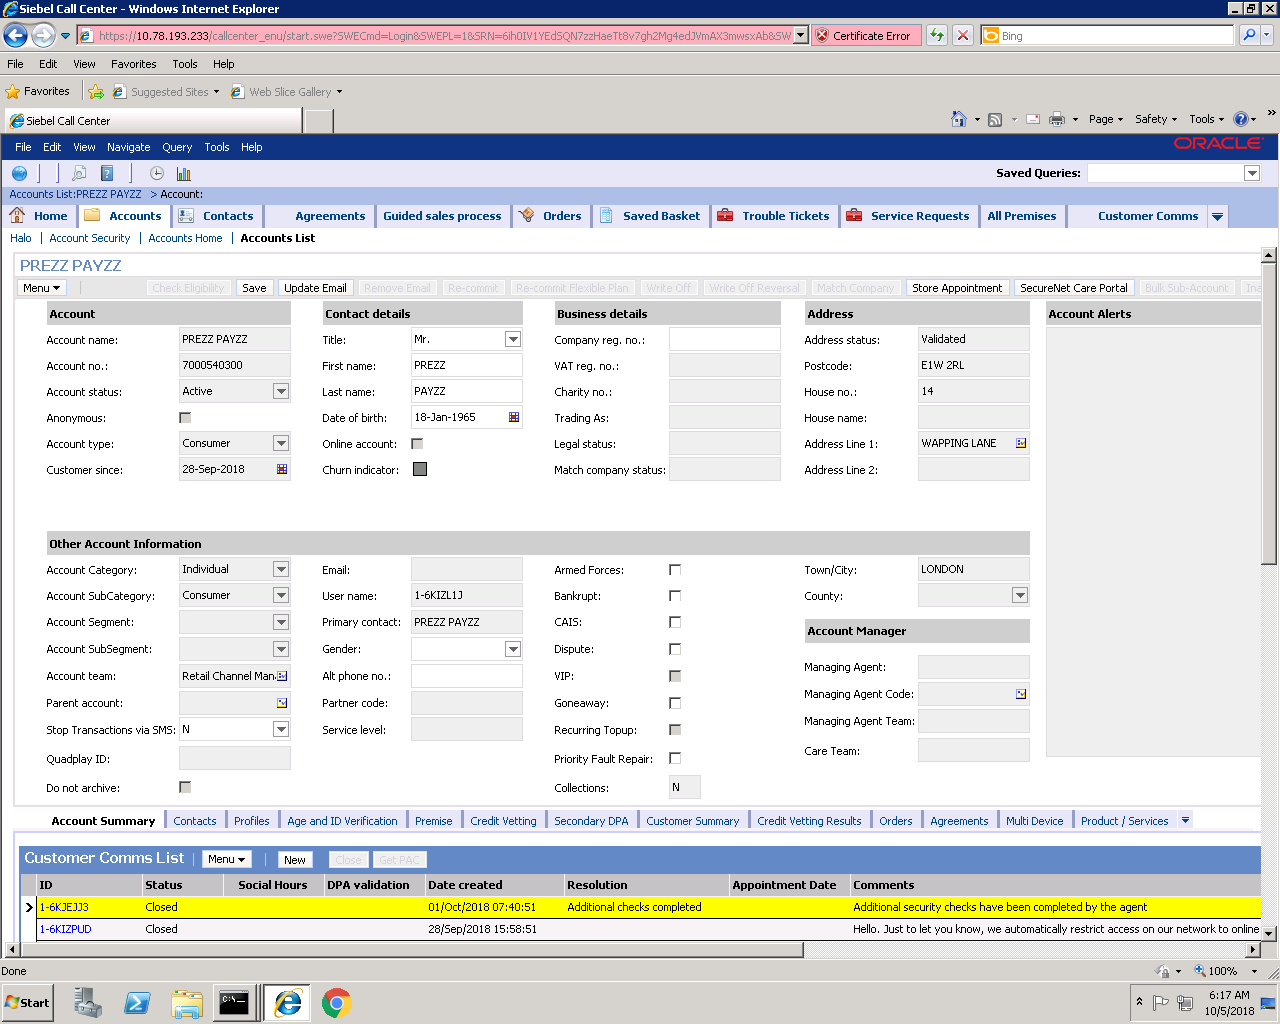 Siebel Call Center - Windows Internet Explorer
https://10.78.193.233/callcenter_enu/start.swe?SWECmd=Login&SWEPL=1&SRN=
Certificate Error
Bing
File Edit View Favorites Tools Help
Favorites Suggested Sites Web Slice Gallery
Siebel Call Center
Page Safety Tools
File Edit View Navigate Query Tools Help
ORACLE
Saved Queries:
Accounts List:PREZZ PAYZZ > Account:
Home Accounts Contacts Agreements Guided sales process Orders Saved Basket Trouble Tickets Service Requests All Premises Customer Comms
Halo Account Security Accounts Home Accounts List
PREZZ PAYZZ
Menu Check Eligibility Save Update Email Remove Email Re-commit Re-commit Flexible Plan Write Off Write Off Reversal Match Company Store Appointment SecureNet Care Portal Bulk Sub-Account Ina
Account Contact details Business details Address Account Alerts
Account name: PREZZ PAYZZ Title: Mr. Company reg. no.: Address status: Validated
Account no.: 7000540300 First name: PREZZ VAT reg. no.: Postcode: E1W 2RL
Account status: Active Last name: PAYZZ Charity no.: House no.: 14
Anonymous: Date of birth: 18-Jan-1965 Trading As: House name:
Account type: Consumer Online account: Legal status: Address Line 1: WAPPING LANE
Customer since: 28-Sep-2018 Churn indicator: Match company status: Address Line 2:
Other Account Information
Account Category: Individual Email: Armed Forces: Town/City: LONDON
Account SubCategory: Consumer User name: 1-6KIZL1J Bankrupt: County:
Account Segment: Primary contact: PREZZ PAYZZ CAIS: Account Manager
Account SubSegment: Gender: Dispute:
Account team: Retail Channel Man Alt phone no.: VIP: Managing Agent:
Parent account: Partner code: Goneaway: Managing Agent Code:
Stop Transactions via SMS: N Service level: Recurring Topup: Managing Agent Team:
Quadplay ID: Priority Fault Repair: Care Team:
Do not archive: Collections: N
Account Summary Contacts Profiles Age and ID Verification Premise Credit Vetting Secondary DPA Customer Summary Credit Vetting Results Orders Agreements Multi Device Product / Services
Customer Comms List Menu New Close Get PAC
ID Status Social Hours DPA validation Date created Resolution Appointment Date Comments
1-6KJEJJ3 Closed 01/Oct/2018 07:40:51 Additional checks completed Additional security checks have been completed by the agent
1-6KIZPUD Closed 28/Sep/2018 15:58:51 Hello. Just to let you know, we automatically restrict access on our network to online
Done
100%
Start
6:17 AM
10/5/2018